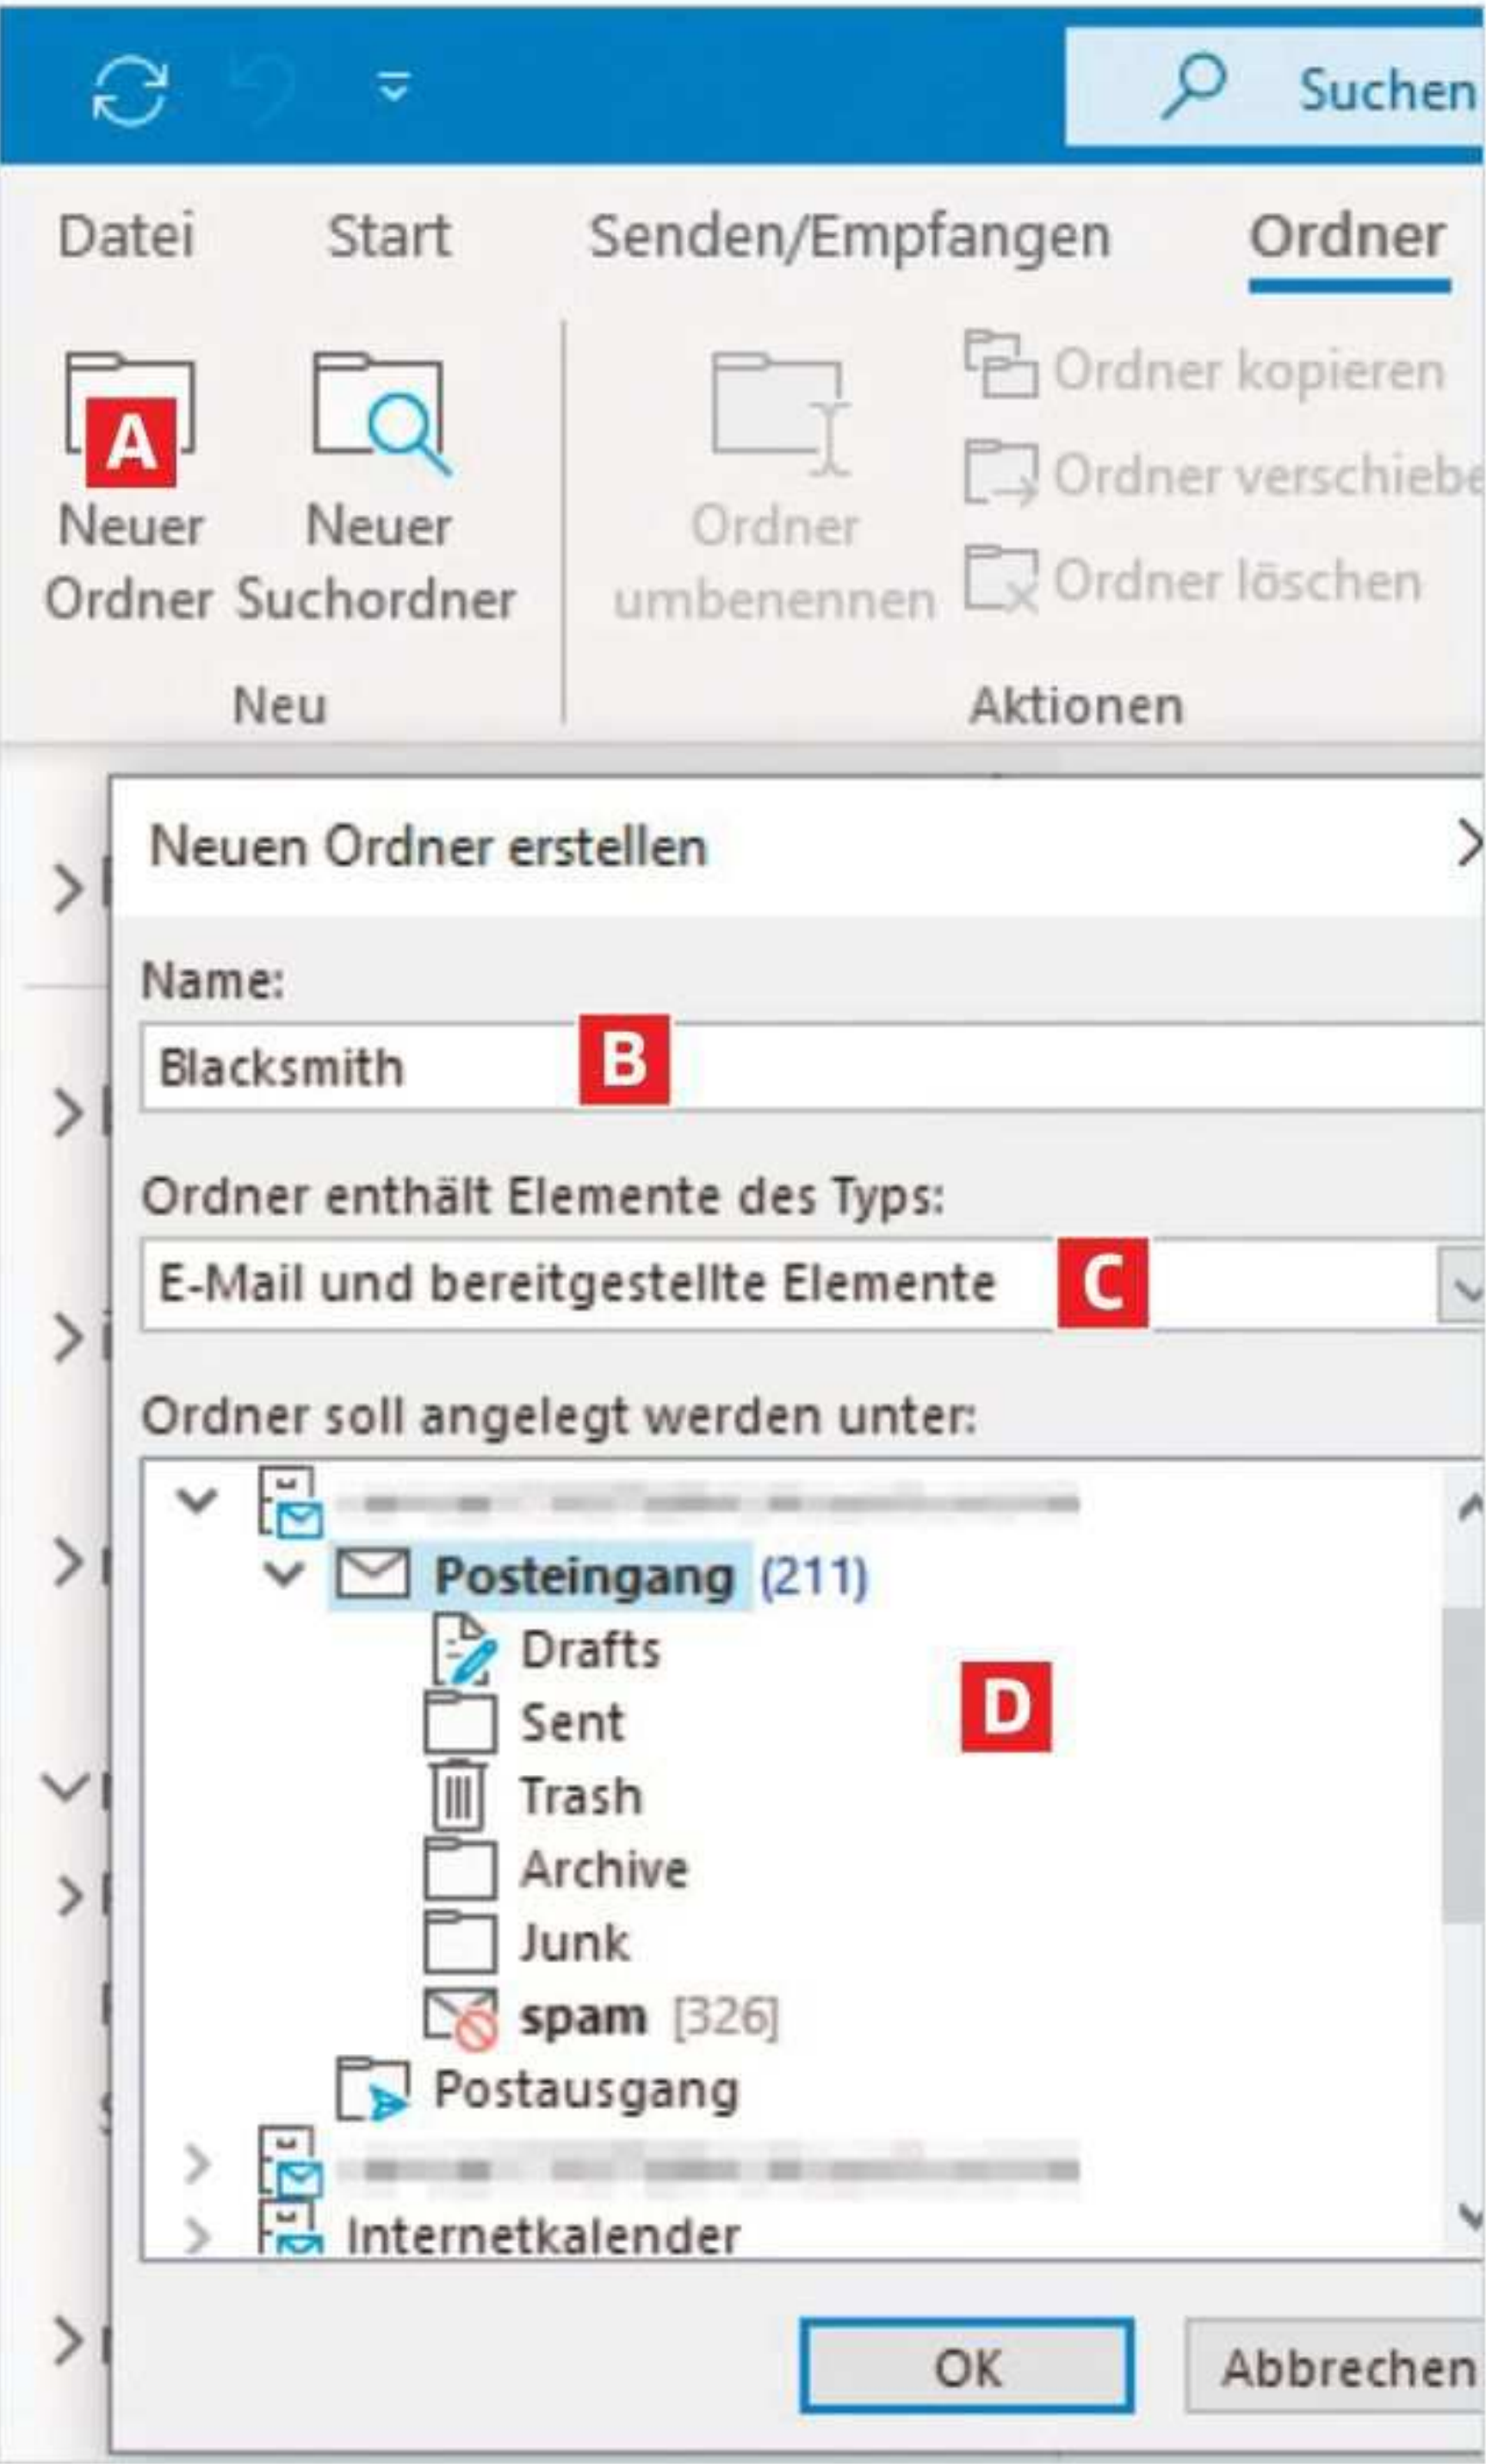 Suchen
Datei Start Senden/Empfangen Ordner
A
Neuer Ordner
Neuer Suchordner
Ordner umbenennen
Ordner kopieren
Ordner verschiebe
Ordner löschen
Neu
Aktionen
Neuen Ordner erstellen
Name:
Blacksmith B
Ordner enthält Elemente des Typs:
E-Mail und bereitgestellte Elemente C
Ordner soll angelegt werden unter:
Posteingang (211)
Drafts
D
Sent
Trash
Archive
Junk
spam [326]
Postausgang
Internetkalender
OK Abbrechen